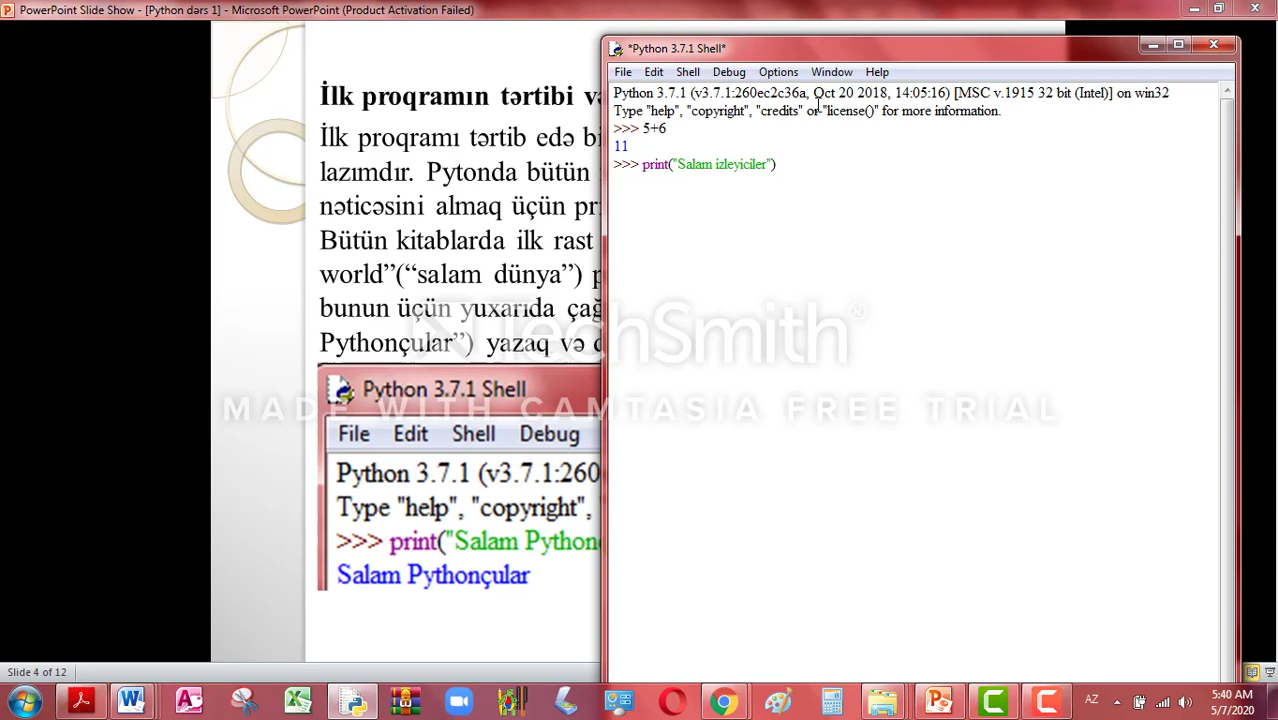 PowerPoint Slide Show - [Python dərs 1] - Microsoft PowerPoint (Product Activation Failed)
İlk proqramın tərtibi və
İlk proqramı tərtib edə bi
lazımdır. Pytonda bütün
nəticəsini almaq üçün pri
Bütün kitablarda ilk rast
world”(“salam dünya”) p
bunun üçün yuxarıda çağ
Pythonçular”) yazaq və d
Python 3.7.1 Shell
File Edit Shell Debug
Python 3.7.1 (v3.7.1:260
Type "help", "copyright",
>>> print("Salam Python
Salam Pythonçular
*Python 3.7.1 Shell*
File Edit Shell Debug Options Window Help
Python 3.7.1 (v3.7.1:260ec2c36a, Oct 20 2018, 14:05:16) [MSC v.1915 32 bit (Intel)] on win32
Type "help", "copyright", "credits" or "license()" for more information.
>>> 5+6
11
>>> print("Salam izleyiciler")
TechSmith®
MADE WITH CAMTASIA FREE TRIAL
Slide 4 of 12
AZ
5:40 AM
5/7/2020